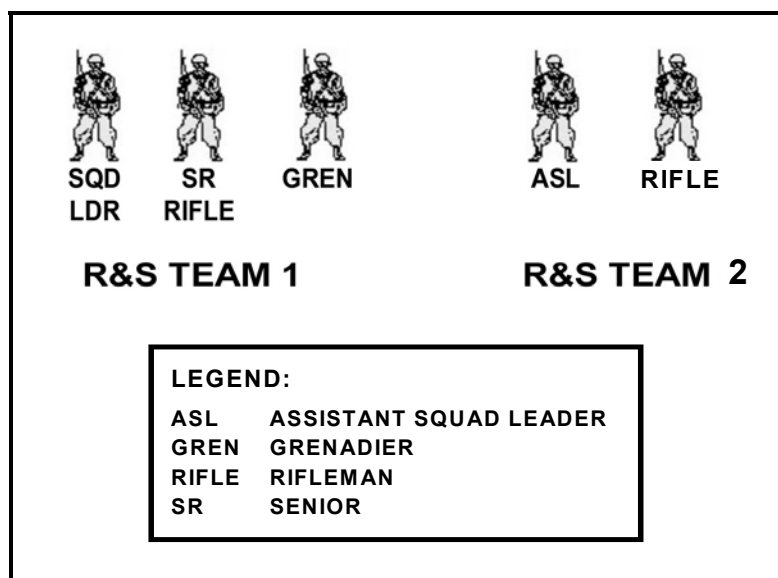 SQD SR GREN ASL RIFLE
LDR RIFLE
R&S TEAM 1 R&S TEAM 2
LEGEND:
ASL ASSISTANT SQUAD LEADER
GREN GRENADIER
RIFLE RIFLEMAN
SR SENIOR